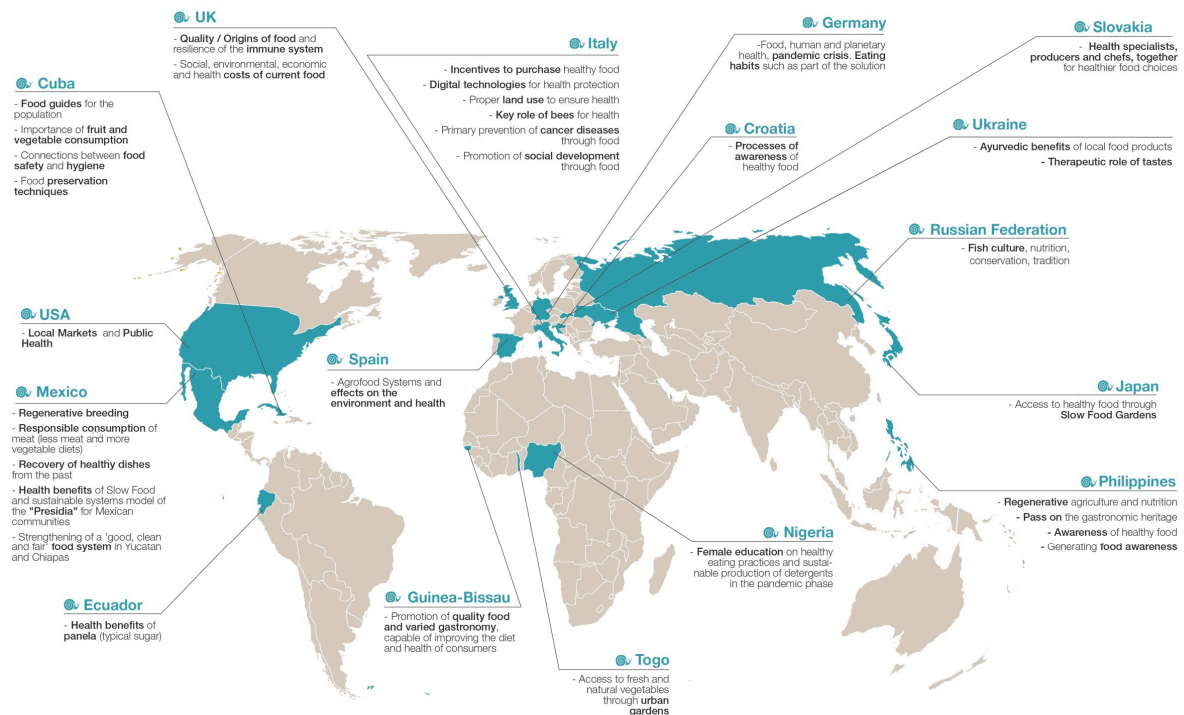 UK
- Quality / Origins of food and
resilience of the immune system
- Social, environmental, economic
and health costs of current food
Italy
- Incentives to purchase healthy food
- Digital technologies for health protection
- Proper land use to ensure health
- Key role of bees for health
- Primary prevention of cancer diseases
through food
- Promotion of social development
through food
Germany
-Food, human and planetary
health, pandemic crisis. Eating
habits such as part of the solution
Slovakia
- Health specialists,
producers and chefs, together
for healthier food choices
Cuba
- Food guides for the
population
- Importance of fruit and
vegetable consumption
- Connections between food
safety and hygiene
- Food preservation
techniques
Croatia
- Processes of
awareness of
healthy food
Ukraine
- Ayurvedic benefits of local food products
- Therapeutic role of tastes
Russian Federation
- Fish culture, nutrition,
conservation, tradition
USA
- Local Markets and Public
Health
Spain
- Agrofood Systems and
effects on the
environment and health
Mexico
- Regenerative breeding
- Responsible consumption of
meat (less meat and more
vegetable diets)
- Recovery of healthy dishes
from the past
- Health benefits of Slow Food
and sustainable systems model of
the "Presidia" for Mexican
communities
- Strengthening of a 'good, clean
and fair' food system in Yucatan
and Chiapas
Japan
- Access to healthy food through
Slow Food Gardens
Philippines
- Regenerative agriculture and nutrition
- Pass on the gastronomic heritage
- Awareness of healthy food
- Generating food awareness
Nigeria
- Female education on healthy
eating practices and sustai-
nable production of detergents
in the pandemic phase
Ecuador
- Health benefits of
panela (typical sugar)
Guinea-Bissau
- Promotion of quality food
and varied gastronomy,
capable of improving the diet
and health of consumers
Togo
- Access to fresh and
natural vegetables
through urban
gardens